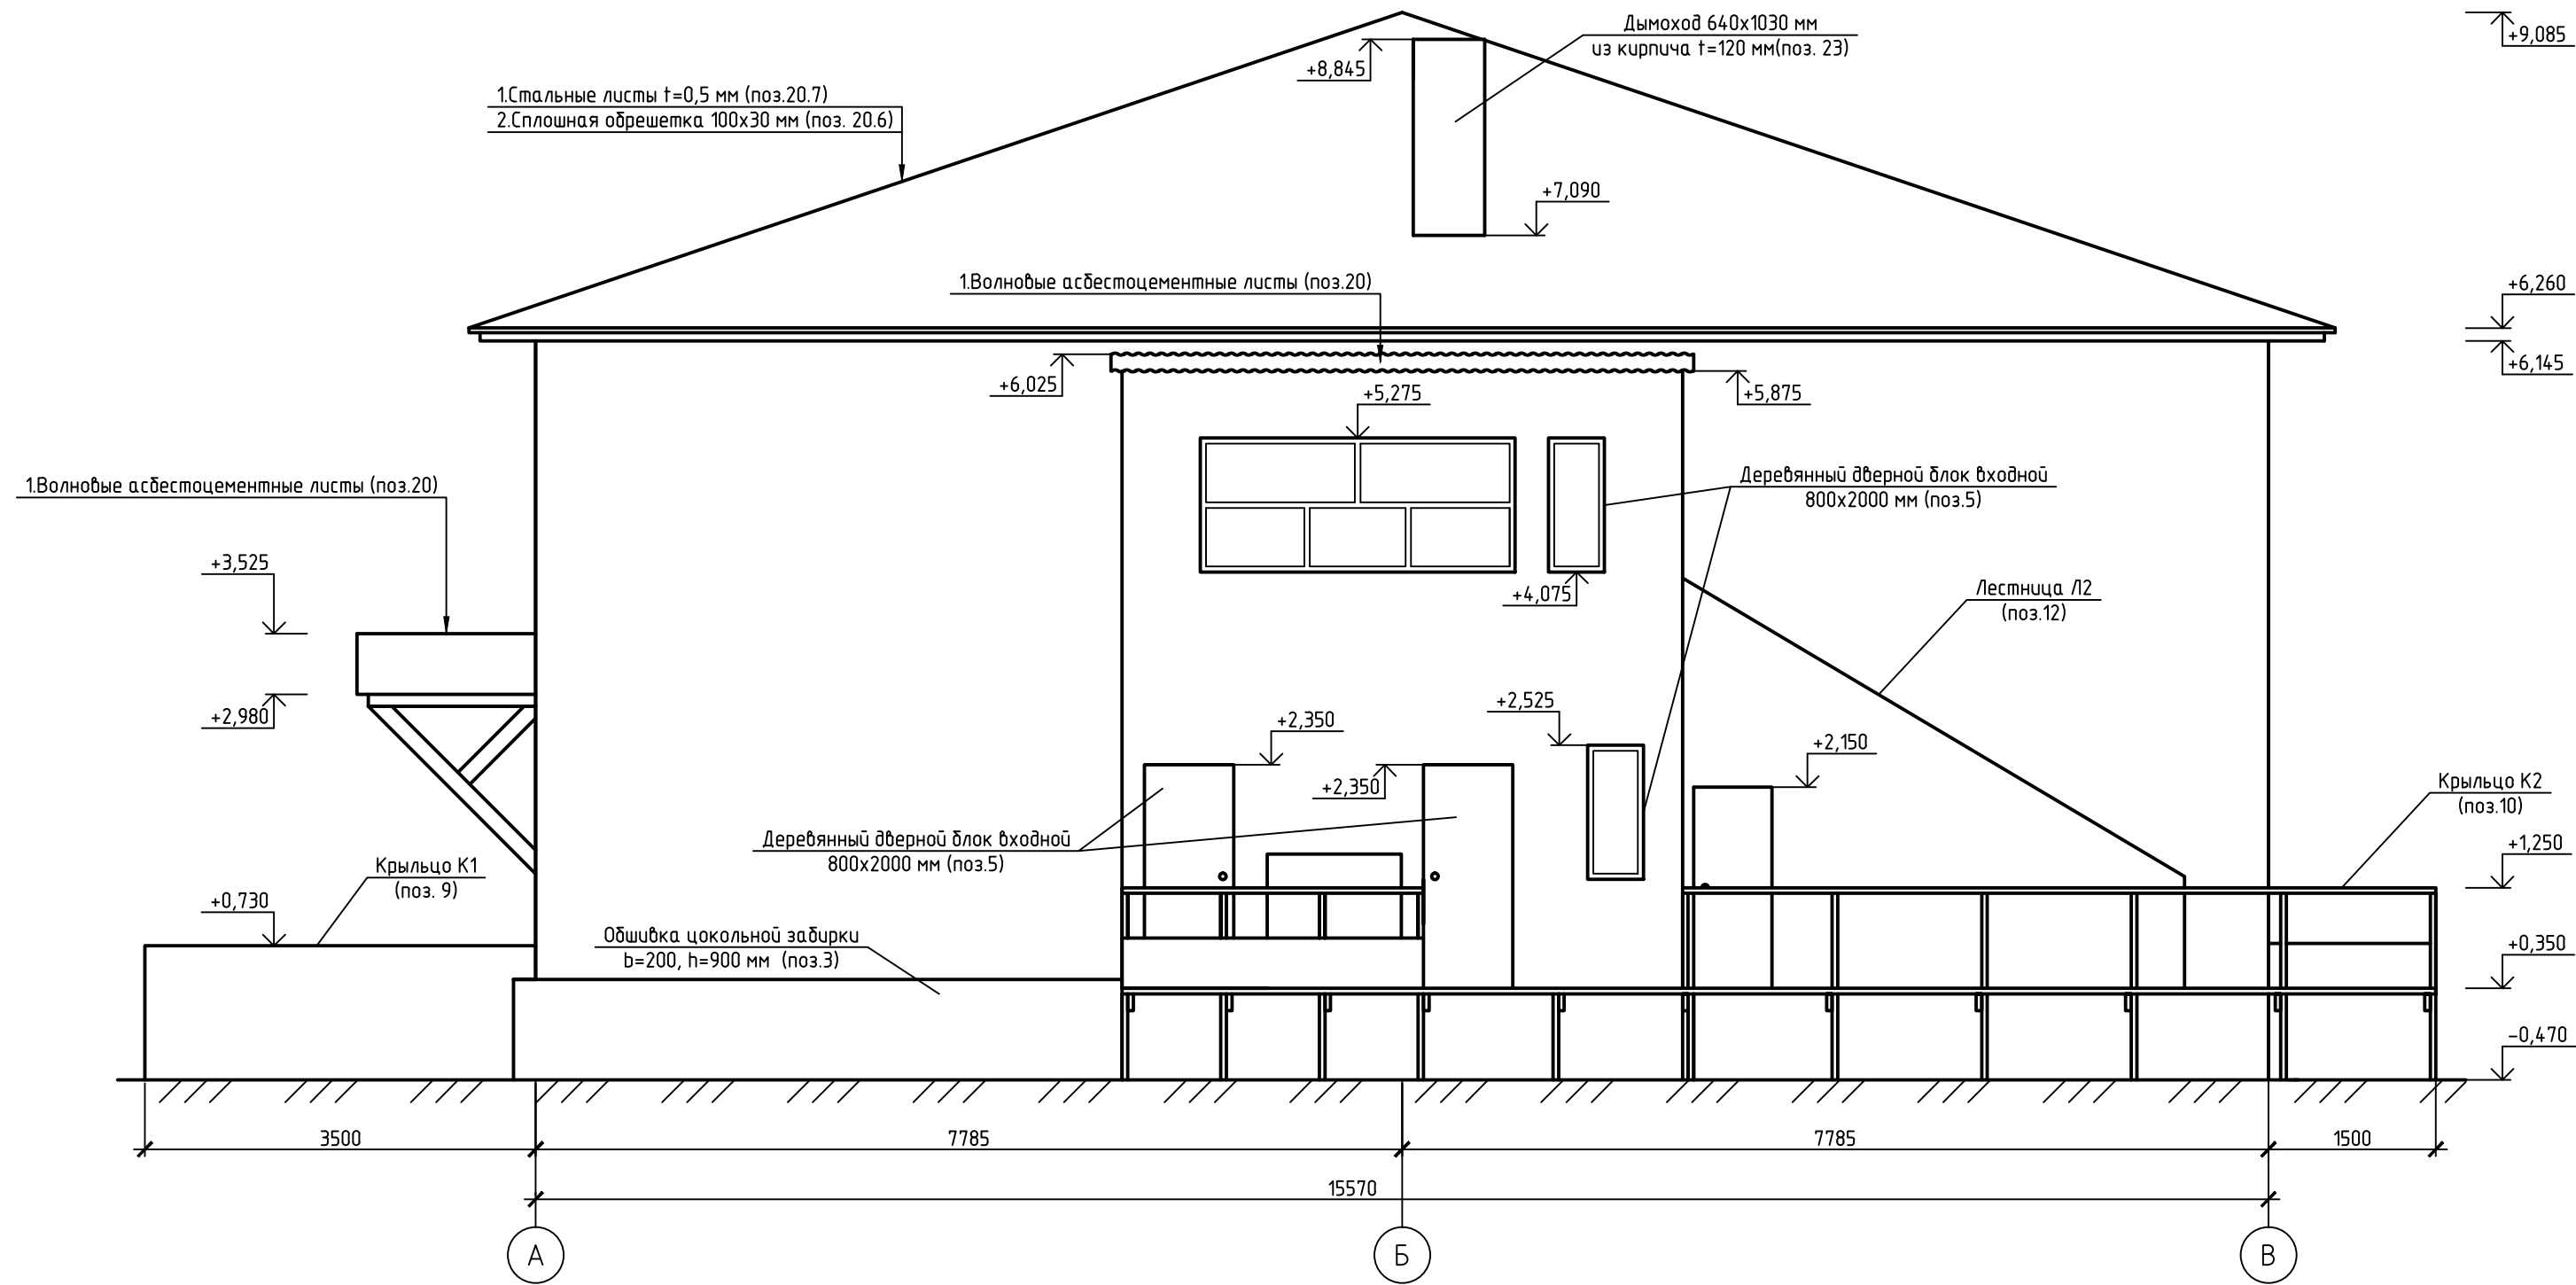 Дымоход 640х1030 мм
из кирпича t=120 мм(поз. 23)
+9,085
+8,845
1.Стальные листы t=0,5 мм (поз.20.7)
2.Сплошная обрешетка 100х30 мм (поз. 20.6)
+7,090
1.Волновые асбестоцементные листы (поз.20)
+6,260
+6,145
+6,025
+5,875
+5,275
1.Волновые асбестоцементные листы (поз.20)
Деревянный дверной блок входной
800х2000 мм (поз.5)
+3,525
+4,075
Лестница Л2
(поз.12)
+2,980
+2,350
+2,525
+2,350
+2,150
Крыльцо К2
(поз.10)
Деревянный дверной блок входной
800х2000 мм (поз.5)
+1,250
Крыльцо К1
(поз. 9)
+0,730
Обшивка цокольной забирки
b=200, h=900 мм (поз.3)
+0,350
-0,470
3500
7785
7785
1500
15570
А
Б
В